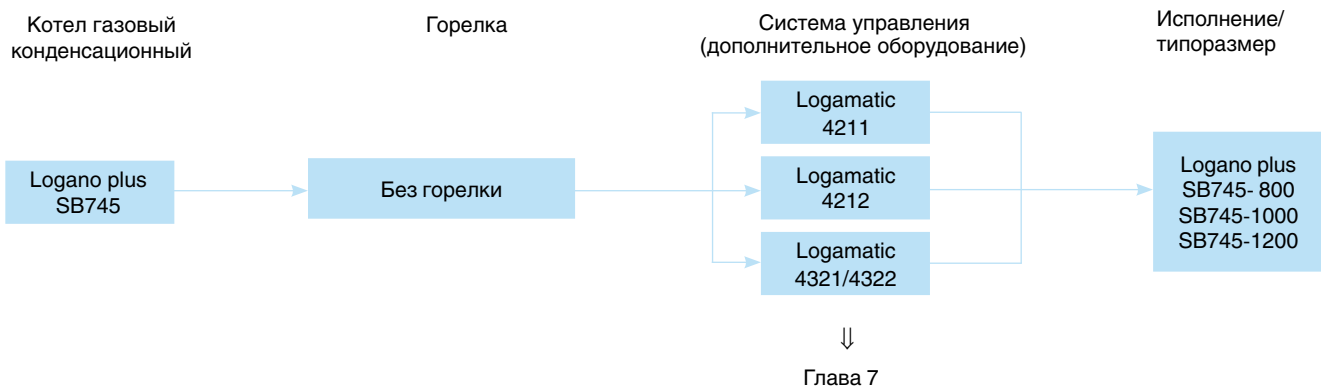 Котел газовый
конденсационный
Горелка
Система управления
(дополнительное оборудование)
Исполнение/
типоразмер
Logano plus
SB745
Без горелки
Logamatic
4211
Logamatic
4212
Logamatic
4321/4322
Logano plus
SB745- 800
SB745-1000
SB745-1200
⇓
Глава 7